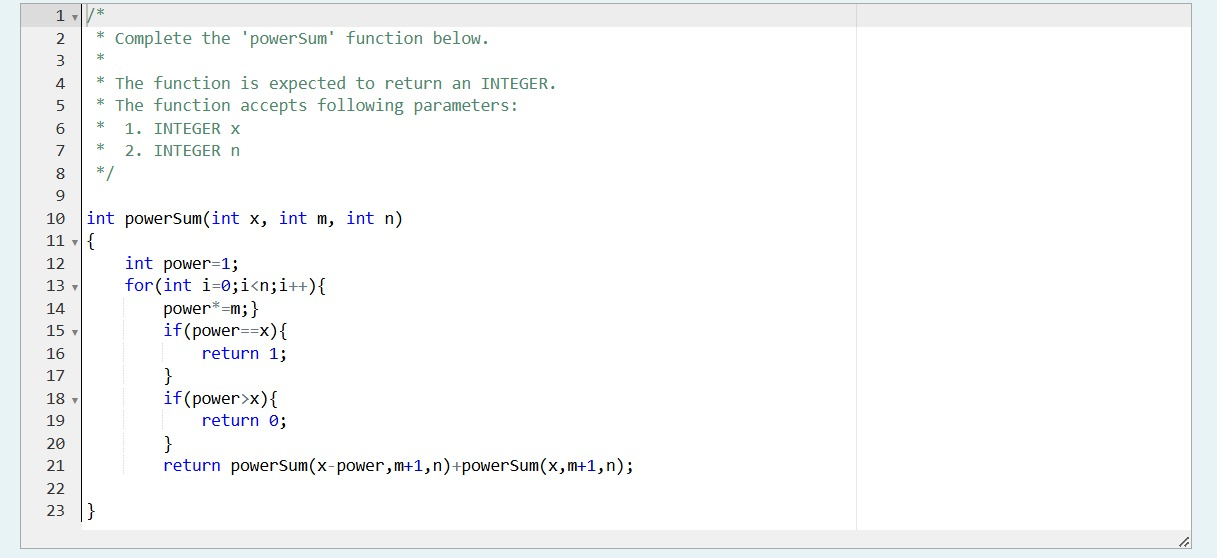 1 /*
2  * Complete the 'powerSum' function below.
3  *
4  * The function is expected to return an INTEGER.
5  * The function accepts following parameters:
6  *  1. INTEGER x
7  *  2. INTEGER n
8  */
9
10 int powerSum(int x, int m, int n)
11 {
12     int power=1;
13     for(int i=0;i<n;i++){
14         power*=m;}
15         if(power==x){
16             return 1;
17         }
18         if(power>x){
19             return 0;
20         }
21         return powerSum(x-power,m+1,n)+powerSum(x,m+1,n);
22
23 }